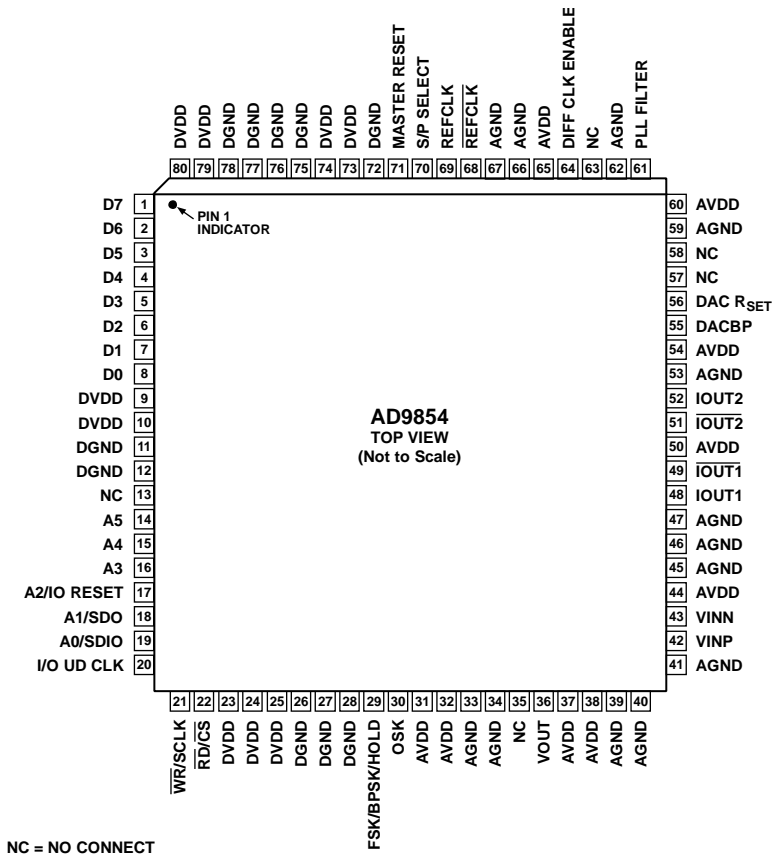 DVDD
DVDD
DGND
DGND
DGND
DGND
DVDD
DVDD
DGND
MASTER RESET
S/P SELECT
REFCLK
REFCLK
AGND
AGND
AVDD
DIFF CLK ENABLE
NC
AGND
PLL FILTER
80 79 78 77 76 75 74 73 72 71 70 69 68 67 66 65 64 63 62 61
D7 1
D6 2
D5 3
D4 4
D3 5
D2 6
D1 7
D0 8
DVDD 9
DVDD 10
DGND 11
DGND 12
NC 13
A5 14
A4 15
A3 16
A2/IO RESET 17
A1/SDO 18
A0/SDIO 19
I/O UD CLK 20
PIN 1
INDICATOR
AD9854
TOP VIEW
(Not to Scale)
60 AVDD
59 AGND
58 NC
57 NC
56 DAC RSET
55 DACBP
54 AVDD
53 AGND
52 IOUT2
51 IOUT2
50 AVDD
49 IOUT1
48 IOUT1
47 AGND
46 AGND
45 AGND
44 AVDD
43 VINN
42 VINP
41 AGND
21 22 23 24 25 26 27 28 29 30 31 32 33 34 35 36 37 38 39 40
WR/SCLK
RD/CS
DVDD
DVDD
DVDD
DGND
DGND
DGND
FSK/BPSK/HOLD
OSK
AVDD
AVDD
AGND
AGND
NC
VOUT
AVDD
AVDD
AGND
AGND
NC = NO CONNECT